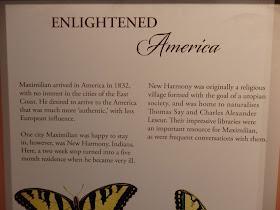 ENLIGHTENED
America
Maximilian arrived in America in 1832,
with no interest in the cities of the East
Coast. He desired to arrive to the America
that was much more 'authentic,' with less
European influence.
One city Maximilian was happy to stay
in, however, was New Harmony, Indiana.
Here, a two week stop turned into a five
month residence when he became very ill.
New Harmony was originally a religious
village formed with the goal of a utopian
society, and was home to naturalises
Thomas Say and Charles Alexander
Leseur. Their impressive libraries were
an important resource for Maximilian,
as were frequent conversations with them.